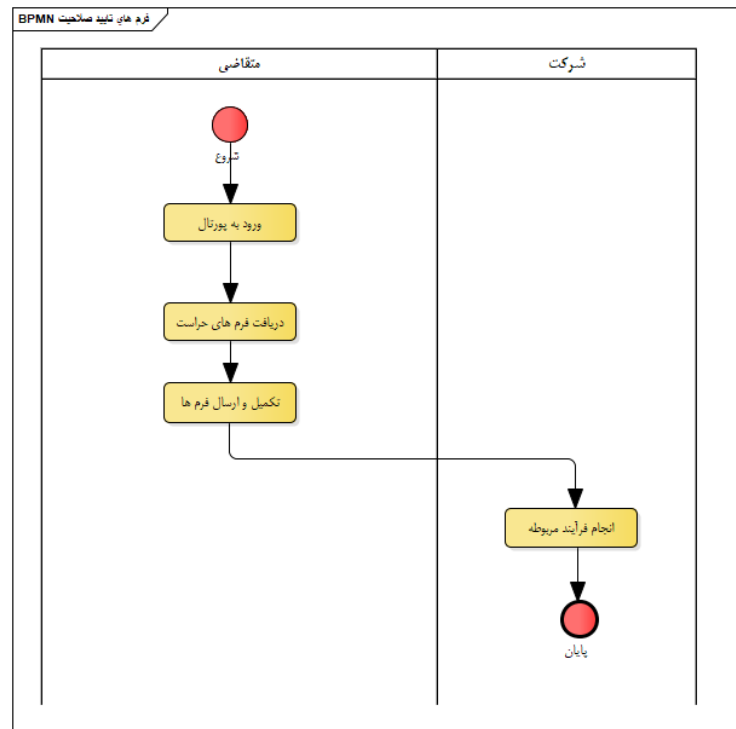 فرم هاي تاييد صلاحيت BPMN
متقاضی
شرکت
شروع
ورود به پورتال
دریافت فرم های حراست
تکمیل و ارسال فرم ها
انجام فرآیند مربوطه
پایان